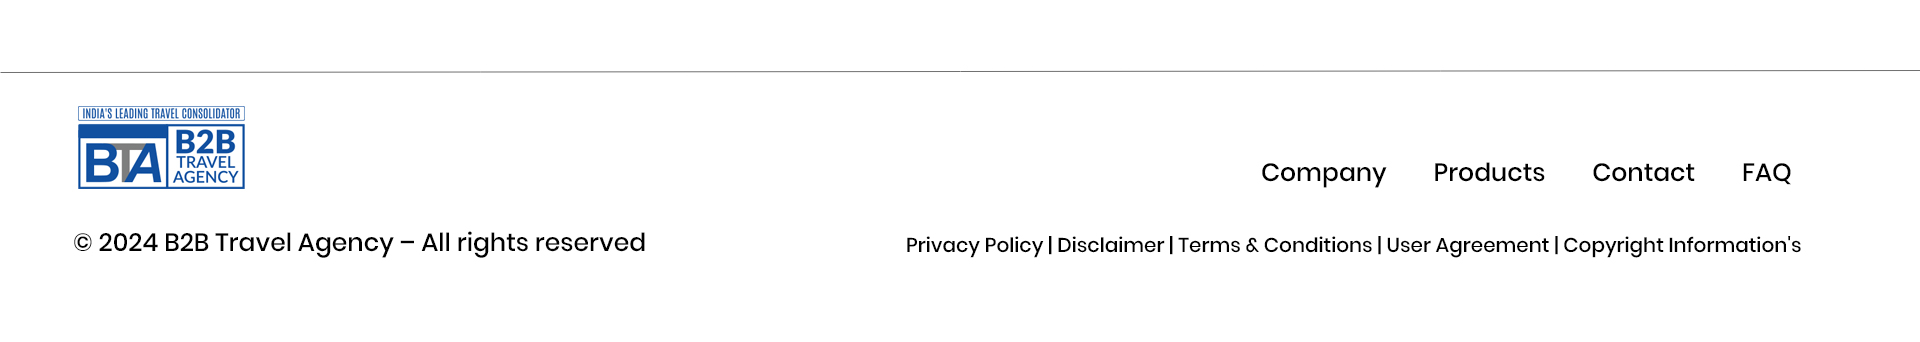 INDIA'S LEADING TRAVEL CONSOLIDATOR
BTA
B2B
TRAVEL
AGENCY
Company Products Contact FAQ
© 2024 B2B Travel Agency – All rights reserved
Privacy Policy | Disclaimer | Terms & Conditions | User Agreement | Copyright Information's